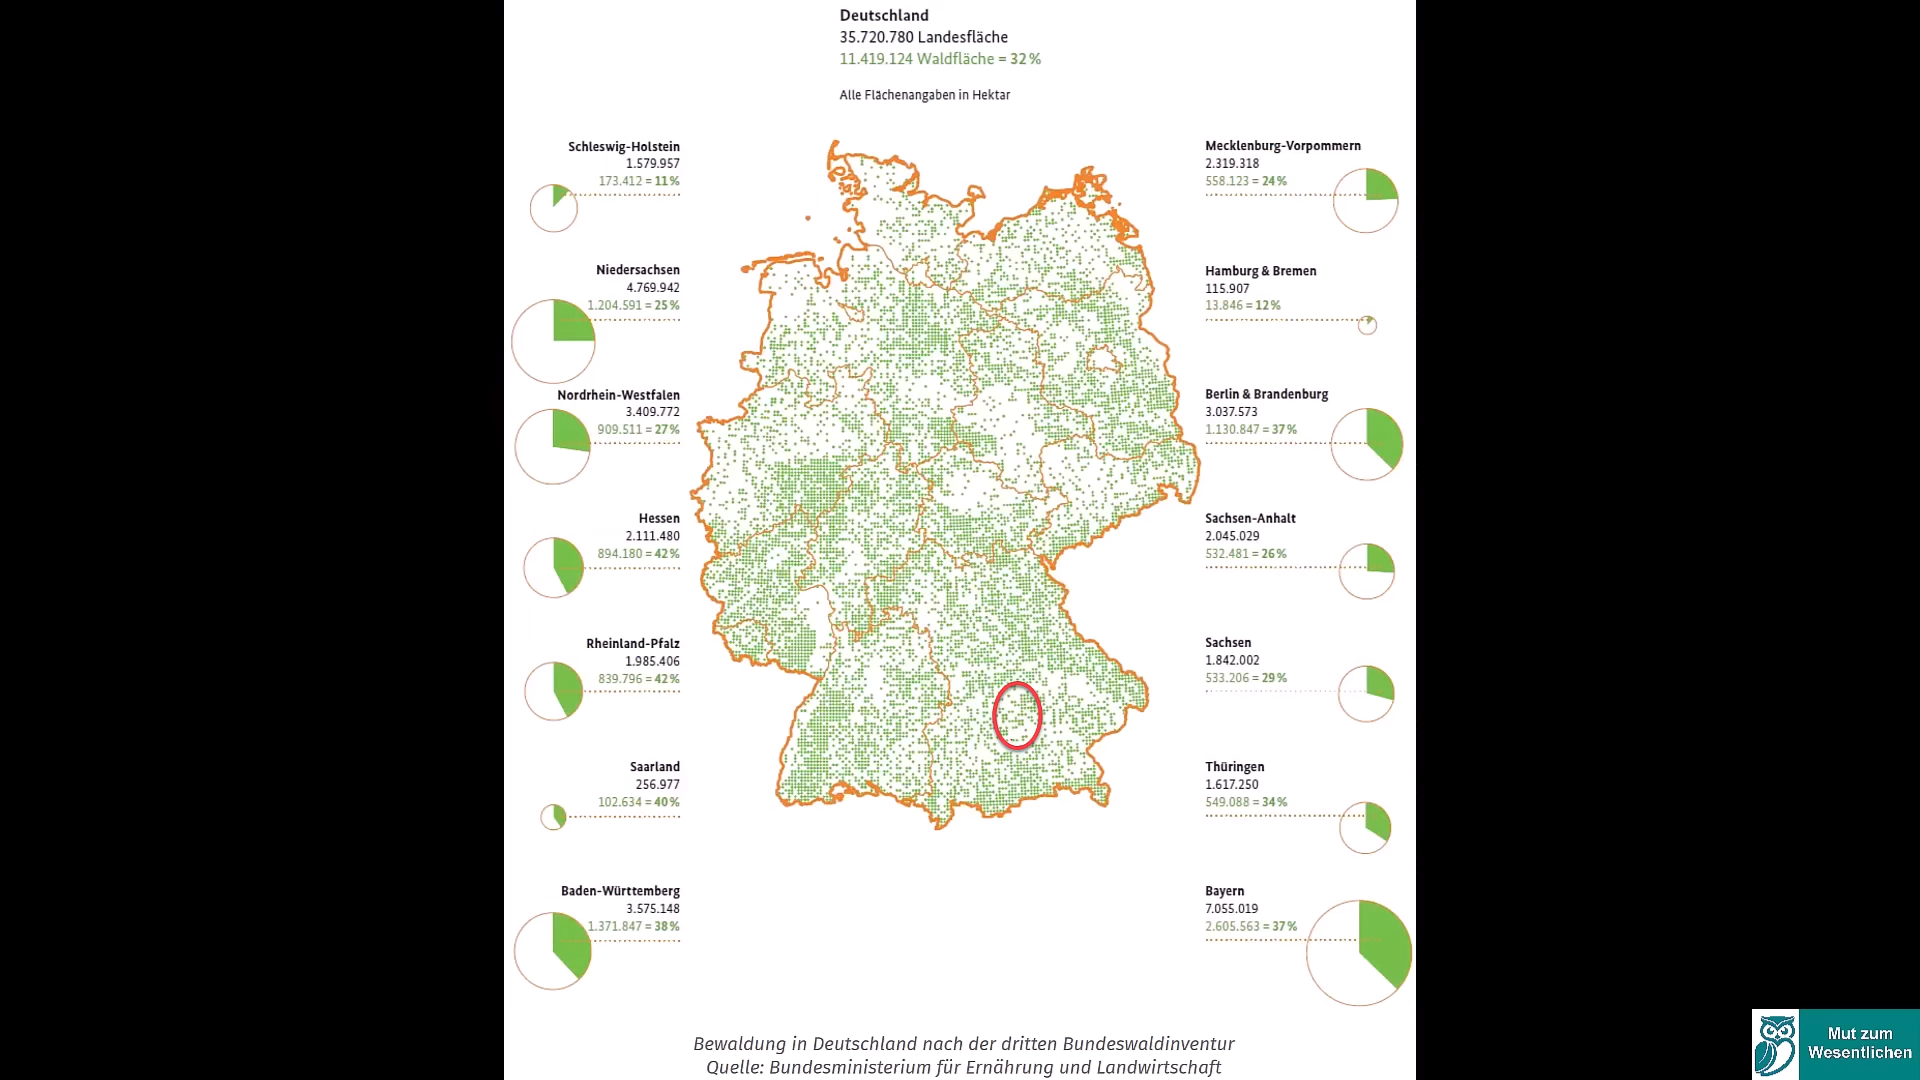 Deutschland
35.720.780 Landesfläche
11.419.124 Waldfläche = 32 %
Alle Flächenangaben in Hektar
Schleswig-Holstein
1.579.957
173.412 = 11 %
Niedersachsen
4.769.942
1.204.591 = 25 %
Nordrhein-Westfalen
3.409.772
909.511 = 27 %
Hessen
2.111.480
894.180 = 42 %
Rheinland-Pfalz
1.985.406
839.796 = 42 %
Saarland
256.977
102.634 = 40 %
Baden-Württemberg
3.575.148
1.371.847 = 38 %
Mecklenburg-Vorpommern
2.319.318
558.123 = 24 %
Hamburg & Bremen
115.907
13.846 = 12 %
Berlin & Brandenburg
3.037.573
1.130.847 = 37 %
Sachsen-Anhalt
2.045.029
532.481 = 26 %
Sachsen
1.842.002
533.206 = 29 %
Thüringen
1.617.250
549.088 = 34 %
Bayern
7.055.019
2.605.563 = 37 %
Bewaldung in Deutschland nach der dritten Bundeswaldinventur
Quelle: Bundesministerium für Ernährung und Landwirtschaft
Mut zum
Wesentlichen